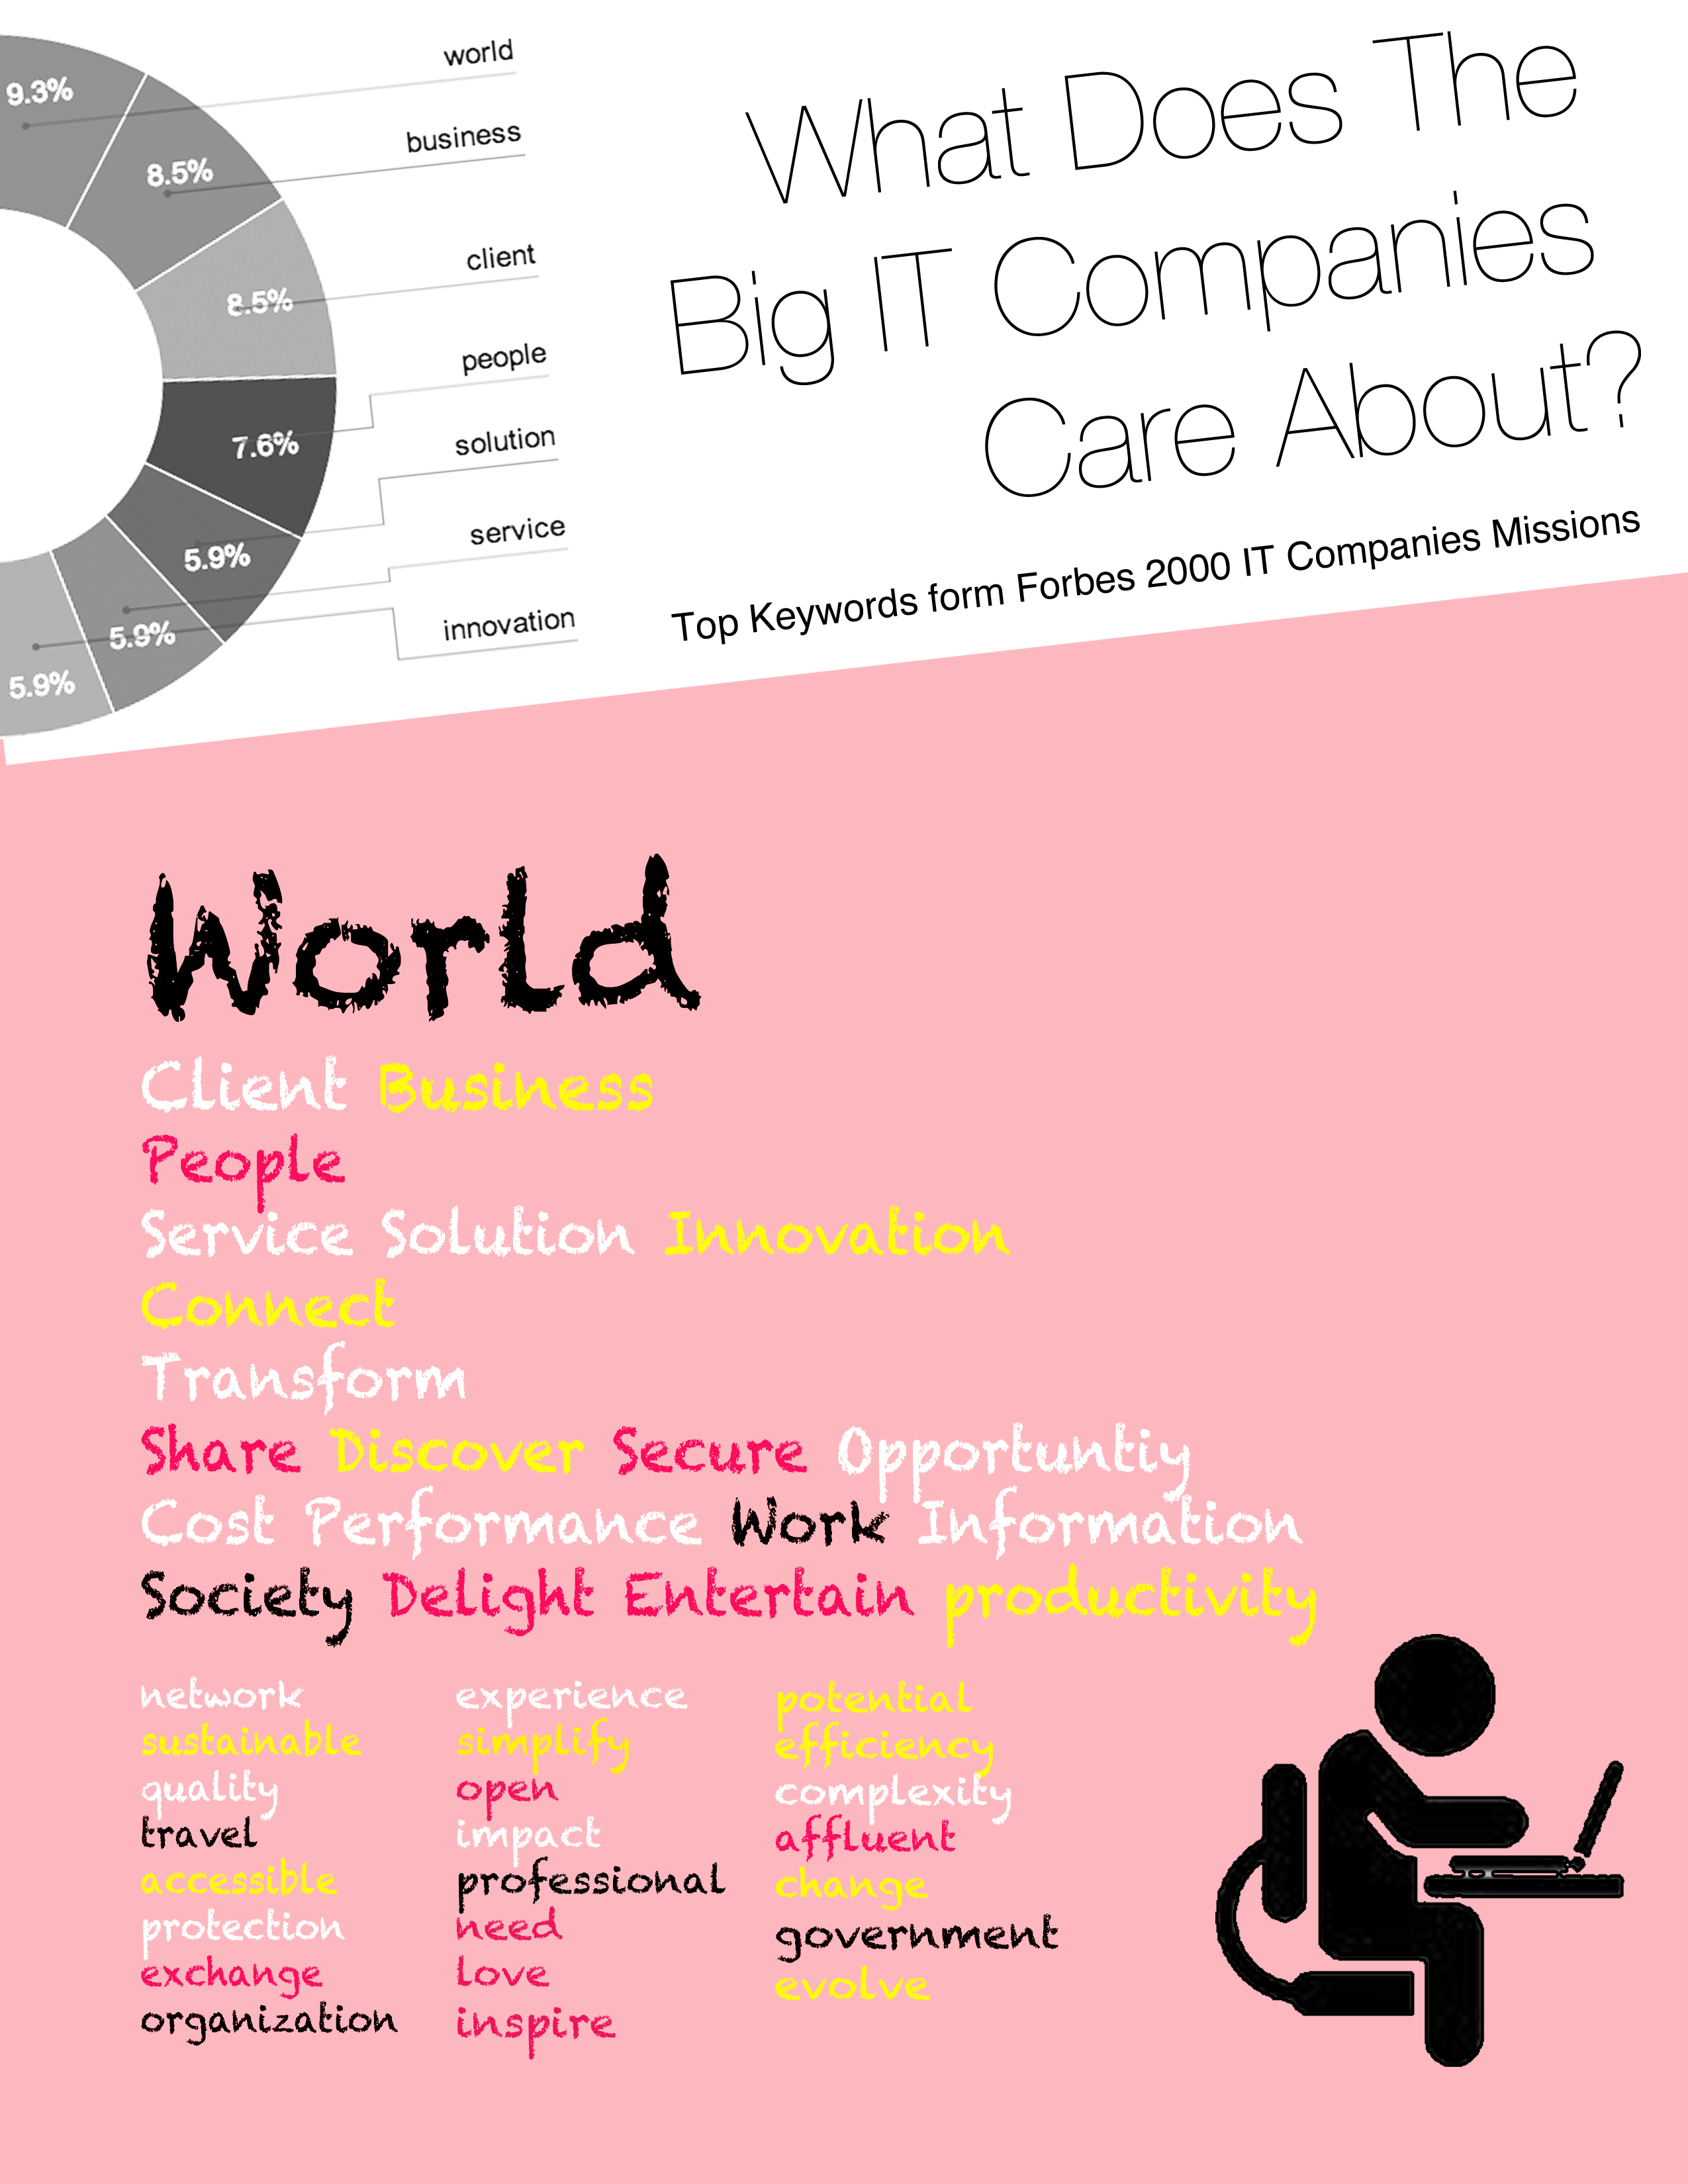 What Does The
Big IT Companies
Care About?
Top Keywords form Forbes 2000 IT Companies Missions
9.3%
world
8.5%
business
8.5%
client
7.6%
people
5.9%
solution
5.9%
service
5.9%
innovation
World
Client Business
People
Service Solution Innovation
Connect
Transform
Share Discover Secure Opportuntiy
Cost Performance Work Information
Society Delight Entertain productivity
network
sustainable
quality
travel
accessible
protection
exchange
organization
experience
simplify
open
impact
professional
need
love
inspire
potential
efficiency
complexity
affluent
change
government
evolve